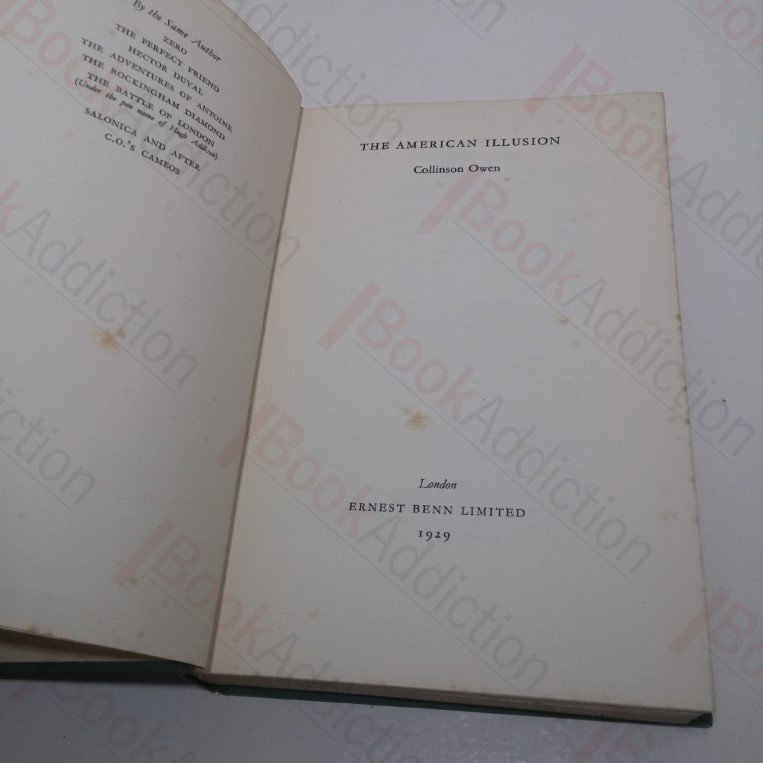 By the Same Author
ZERO
THE PERFECT FRIEND
HECTOR DUVAL
THE ADVENTURES OF ANTOINE
THE ROCKINGHAM DIAMOND
THE BATTLE OF LONDON
(Under the pen name of Hugh Addison)
SALONICA AND AFTER
C.O.'S CAMEOS
THE AMERICAN ILLUSION
Collinson Owen
London
ERNEST BENN LIMITED
1929
BookAddiction